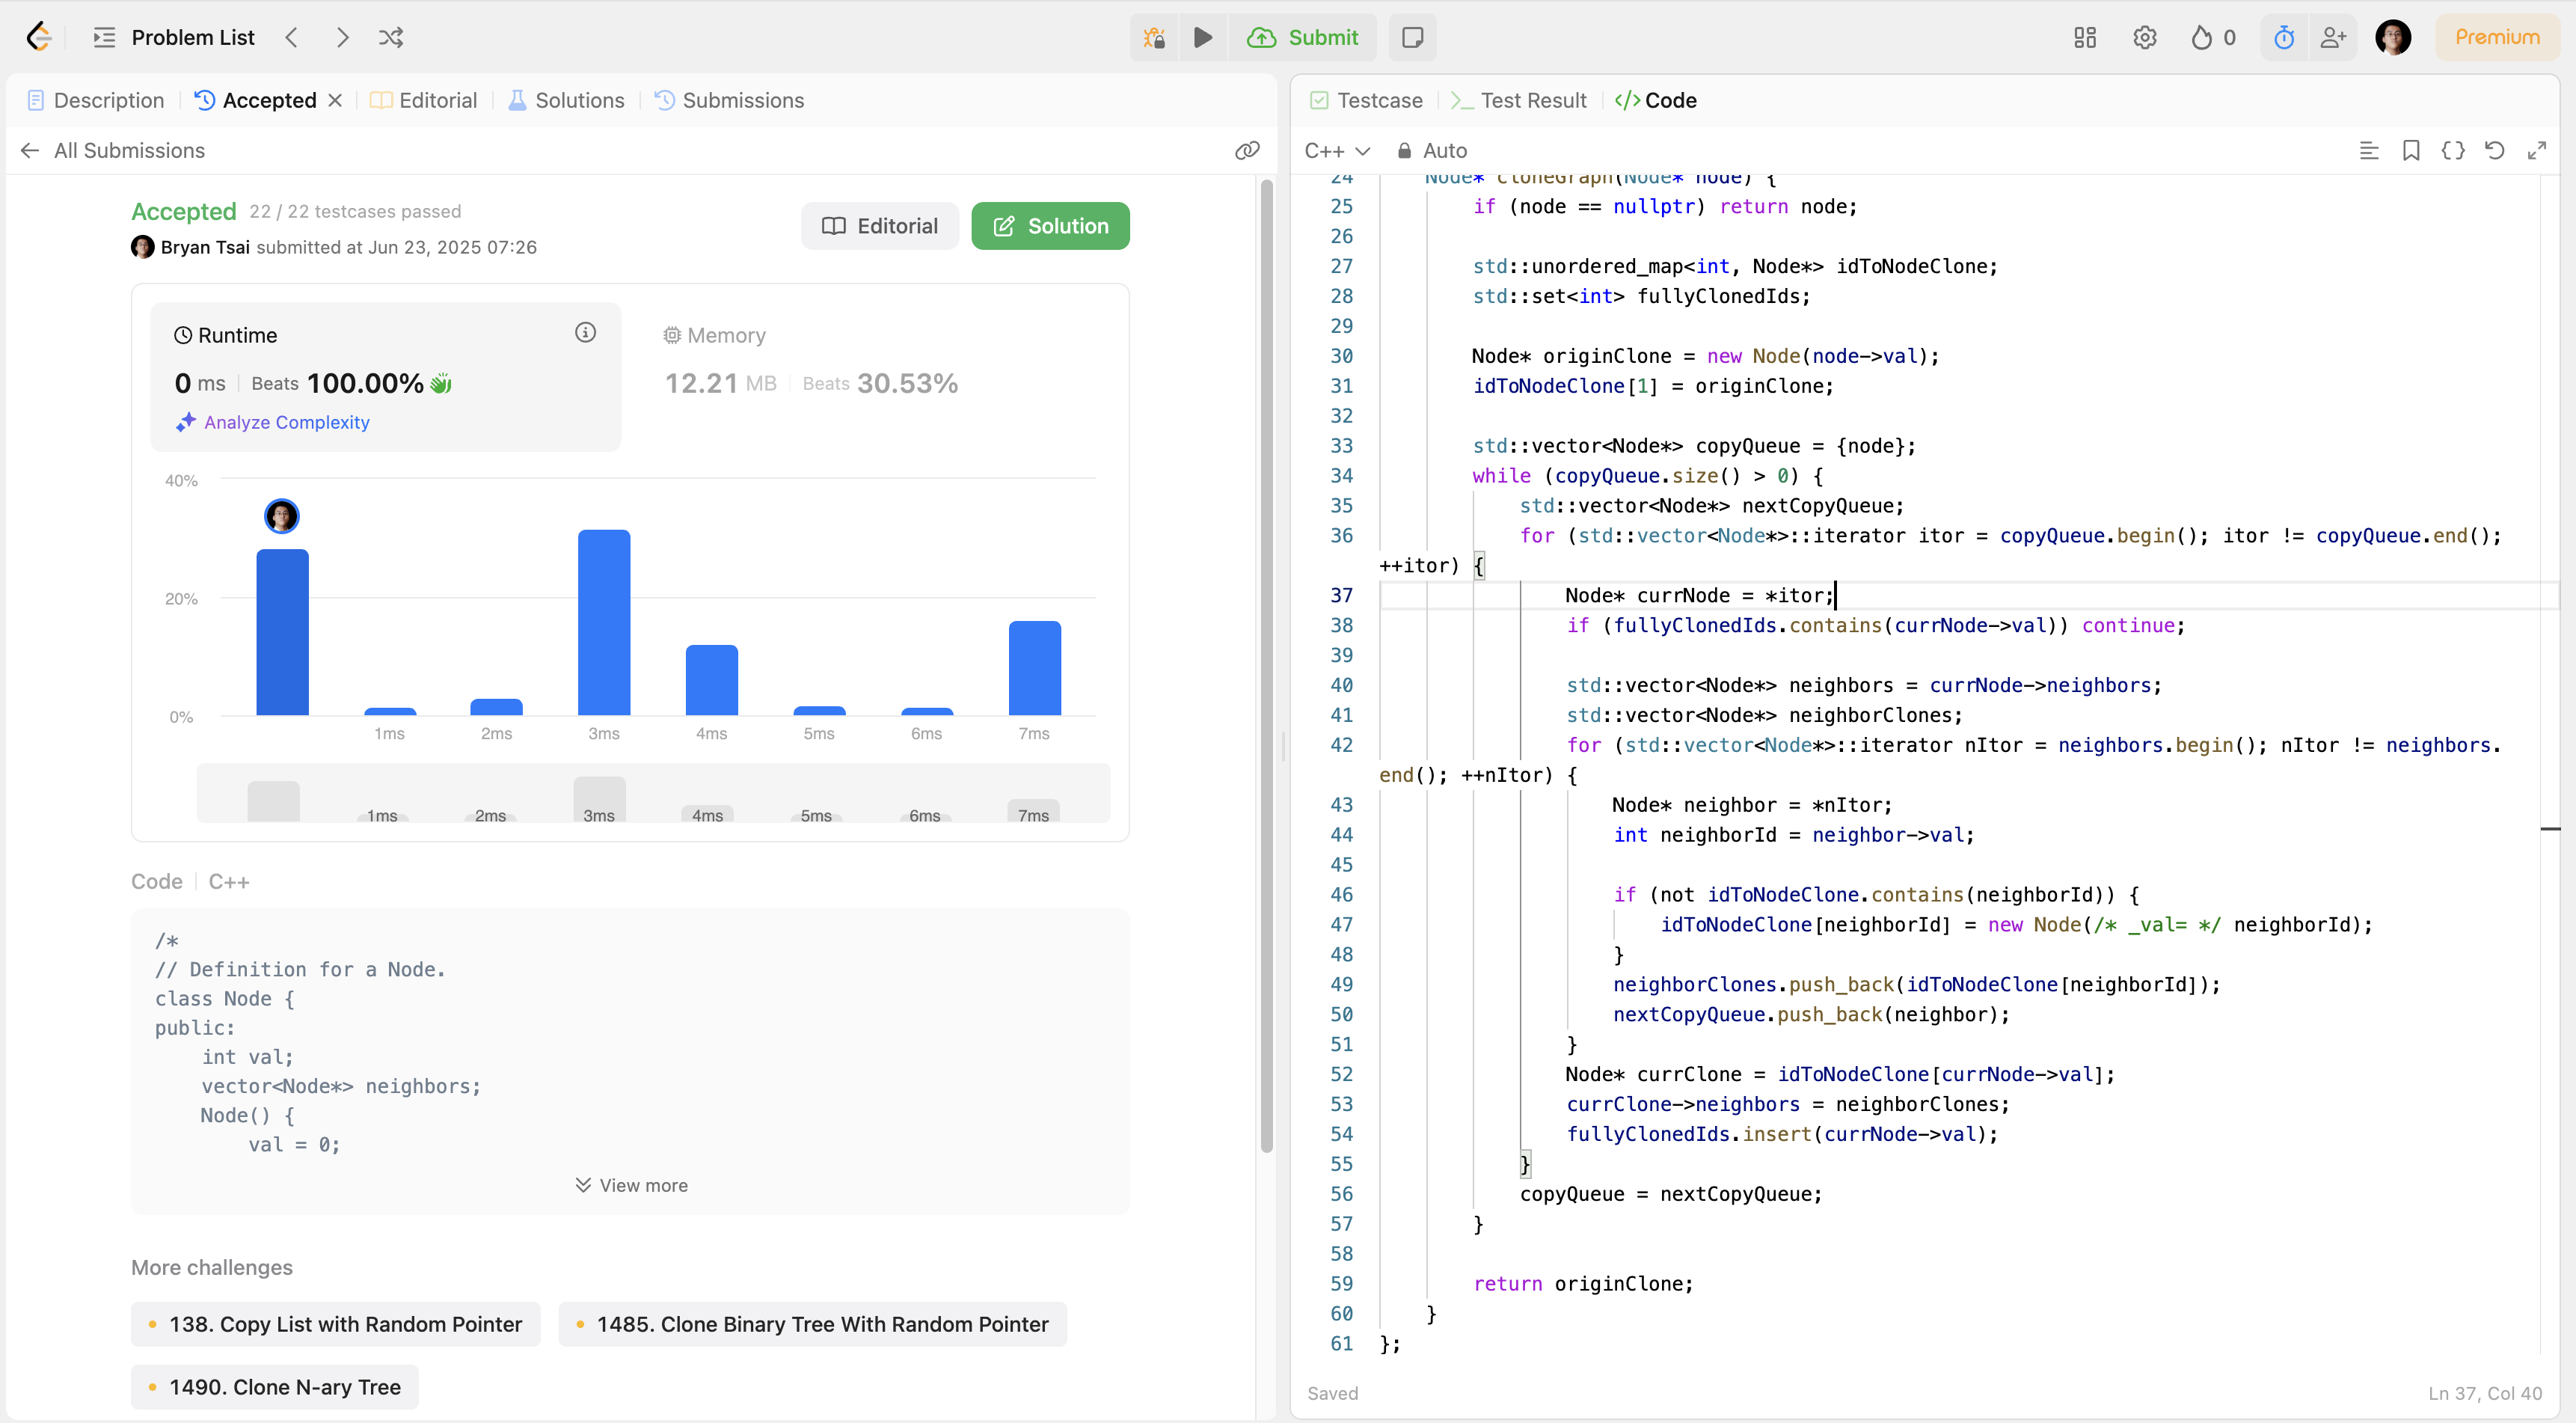 Problem List
Submit
0
Premium
Description
Accepted
Editorial
Solutions
Submissions
All Submissions
Accepted 22 / 22 testcases passed
Bryan Tsai submitted at Jun 23, 2025 07:26
Editorial
Solution
Runtime
0 ms Beats 100.00%
Analyze Complexity
Memory
12.21 MB Beats 30.53%
40%
20%
0%
1ms 2ms 3ms 4ms 5ms 6ms 7ms
1ms 2ms 3ms 4ms 5ms 6ms 7ms
Code C++
/*
// Definition for a Node.
class Node {
public:
    int val;
    vector<Node*> neighbors;
    Node() {
        val = 0;
View more
More challenges
138. Copy List with Random Pointer
1485. Clone Binary Tree With Random Pointer
1490. Clone N-ary Tree
Testcase
Test Result
</> Code
C++
Auto
24 Node* cloneGraph(Node* node) {
25 if (node == nullptr) return node;
26
27 std::unordered_map<int, Node*> idToNodeClone;
28 std::set<int> fullyClonedIds;
29
30 Node* originClone = new Node(node->val);
31 idToNodeClone[1] = originClone;
32
33 std::vector<Node*> copyQueue = {node};
34 while (copyQueue.size() > 0) {
35 std::vector<Node*> nextCopyQueue;
36 for (std::vector<Node*>::iterator itor = copyQueue.begin(); itor != copyQueue.end();
++itor) {
37 Node* currNode = *itor;
38 if (fullyClonedIds.contains(currNode->val)) continue;
39
40 std::vector<Node*> neighbors = currNode->neighbors;
41 std::vector<Node*> neighborClones;
42 for (std::vector<Node*>::iterator nItor = neighbors.begin(); nItor != neighbors.
end(); ++nItor) {
43 Node* neighbor = *nItor;
44 int neighborId = neighbor->val;
45
46 if (not idToNodeClone.contains(neighborId)) {
47 idToNodeClone[neighborId] = new Node(/* _val= */ neighborId);
48 }
49 neighborClones.push_back(idToNodeClone[neighborId]);
50 nextCopyQueue.push_back(neighbor);
51 }
52 Node* currClone = idToNodeClone[currNode->val];
53 currClone->neighbors = neighborClones;
54 fullyClonedIds.insert(currNode->val);
55 }
56 copyQueue = nextCopyQueue;
57 }
58
59 return originClone;
60 }
61 };
Saved
Ln 37, Col 40